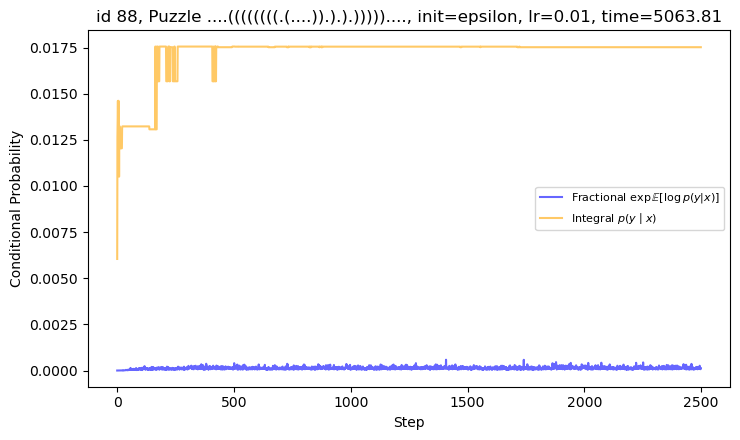 id 88, Puzzle ....((((((((.(....)).).).)))))...., init=epsilon, lr=0.01, time=5063.81
0.0175
0.0150
0.0125
0.0100
0.0075
0.0050
0.0025
0.0000
Conditional Probability
Fractional exp𝔼[log p(y|x)]
Integral p(y | x)
0 500 1000 1500 2000 2500
Step